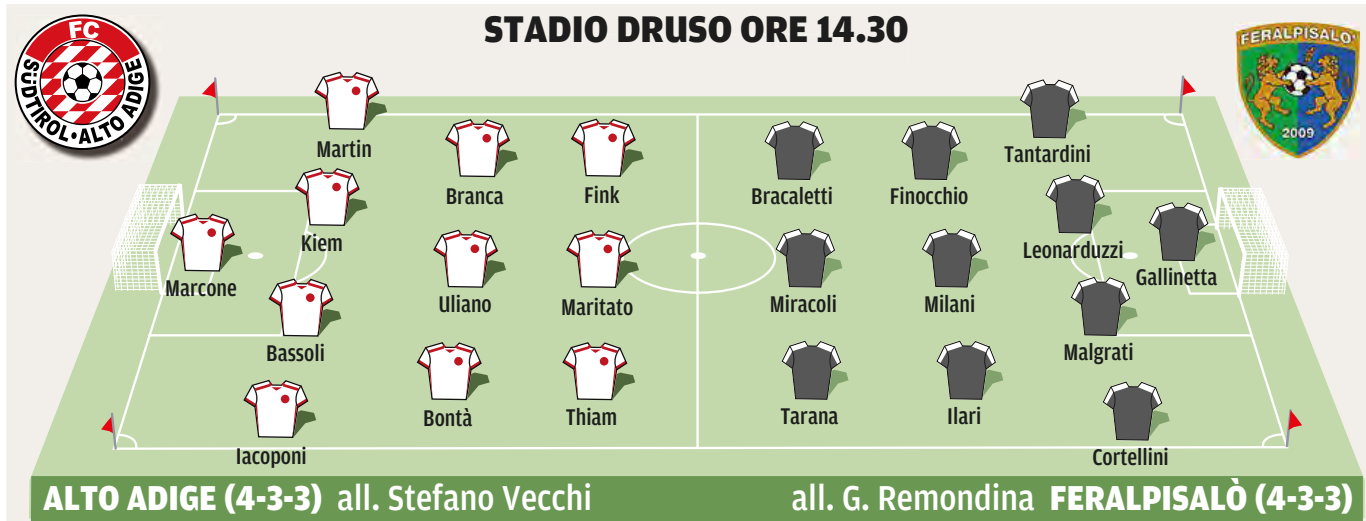 STADIO DRUSO ORE 14.30
FC
SÜDTIROL • ALTO ADIGE
FERALPISALO'
2009
Martin
Branca
Fink
Bracaletti
Finocchio
Tantardini
Kiem
Marcone
Uliano
Maritato
Miracoli
Milani
Leonarduzzi
Gallinetta
Bassoli
Malgrati
Iacoponi
Bontà
Thiam
Tarana
Ilari
Cortellini
ALTO ADIGE (4-3-3) all. Stefano Vecchi
all. G. Remondina FERALPISALÒ (4-3-3)